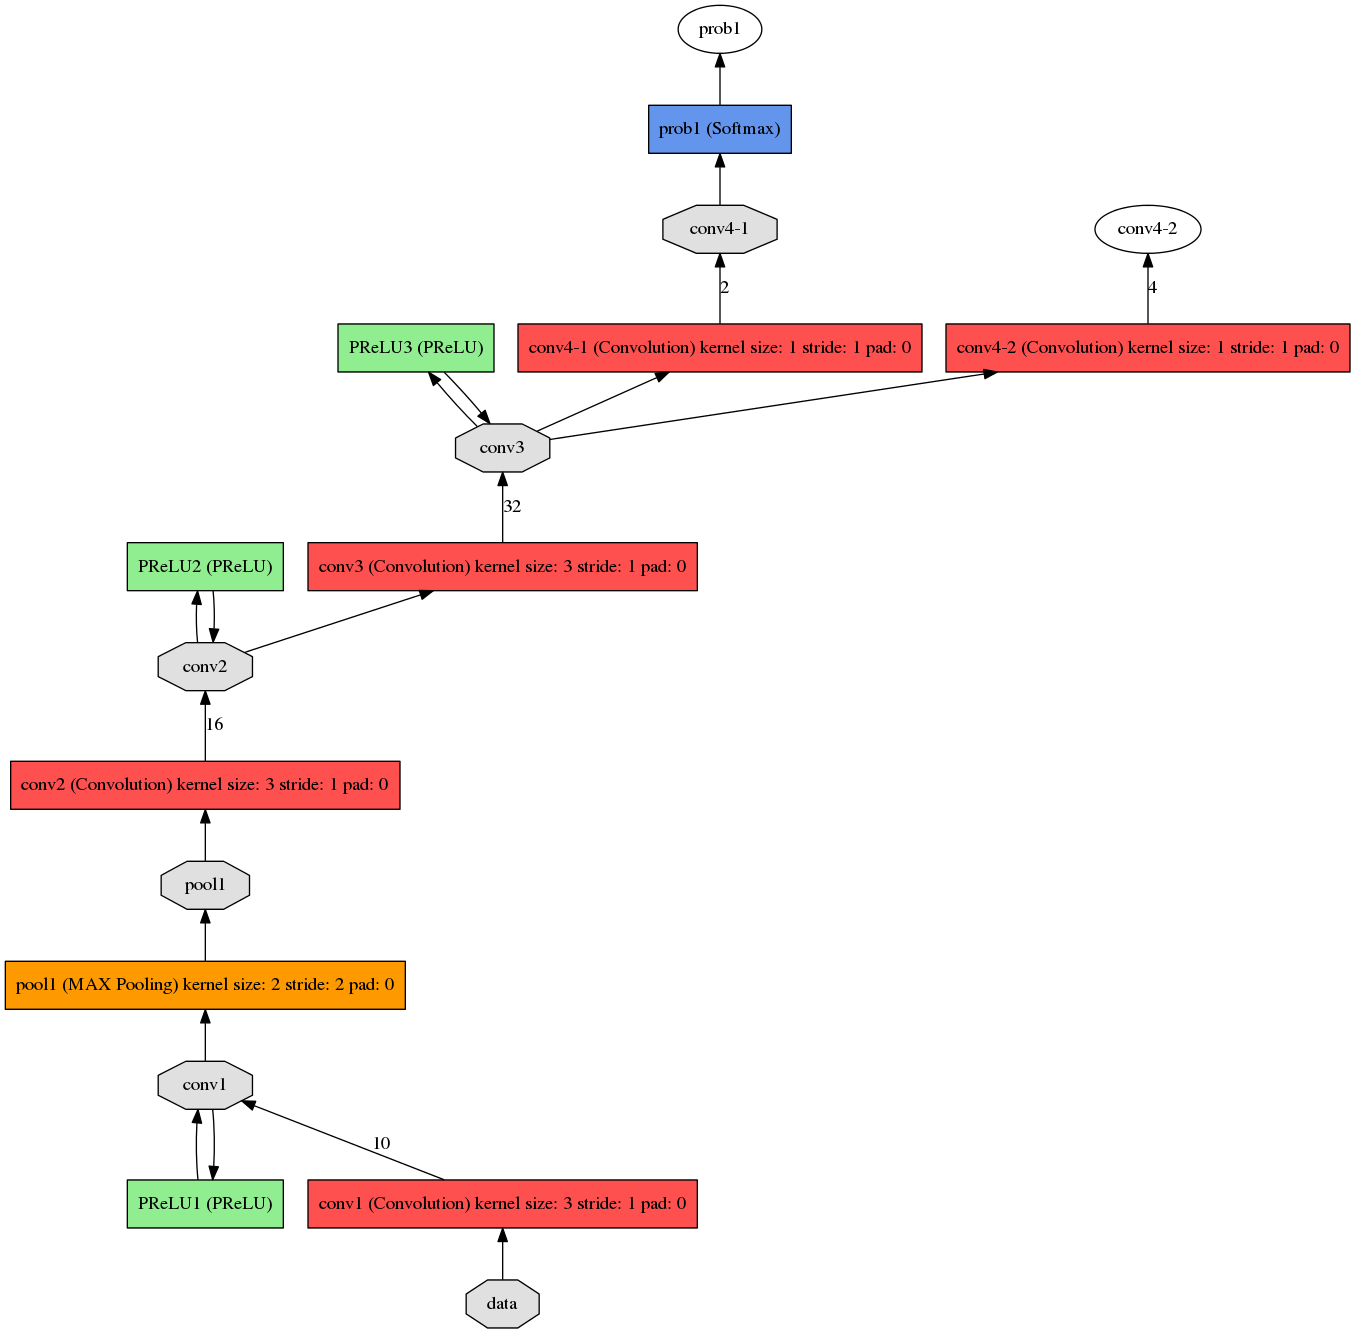 prob1
prob1 (Softmax)
conv4-1
conv4-2
2
4
PReLU3 (PReLU)
conv4-1 (Convolution) kernel size: 1 stride: 1 pad: 0
conv4-2 (Convolution) kernel size: 1 stride: 1 pad: 0
conv3
32
PReLU2 (PReLU)
conv3 (Convolution) kernel size: 3 stride: 1 pad: 0
conv2
16
conv2 (Convolution) kernel size: 3 stride: 1 pad: 0
pool1
pool1 (MAX Pooling) kernel size: 2 stride: 2 pad: 0
conv1
10
PReLU1 (PReLU)
conv1 (Convolution) kernel size: 3 stride: 1 pad: 0
data